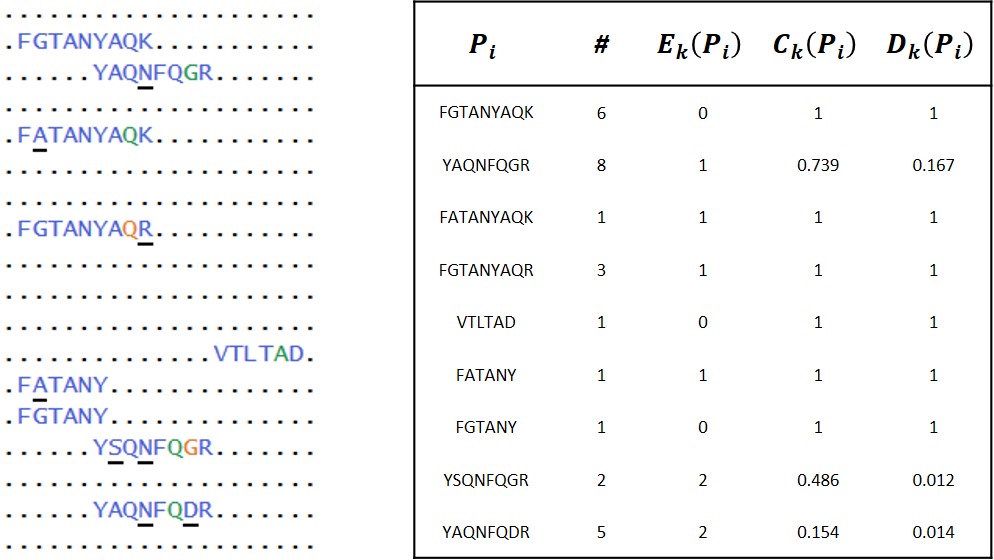 .....................
.FGTANYAQK...........
......YAQNFQGR.......
.....................
.FATANYAQK...........
.....................
.....................
.FGTANYAQR...........
.....................
.....................
.....................
..............VTLTAD.
.FATANY..............
.FGTANY..............
......YSQNFQGR.......
.....................
......YAQNFQDR.......
.....................
P_i # E_k(P_i) C_k(P_i) D_k(P_i)
FGTANYAQK 6 0 1 1
YAQNFQGR 8 1 0.739 0.167
FATANYAQK 1 1 1 1
FGTANYAQR 3 1 1 1
VTLTAD 1 0 1 1
FATANY 1 1 1 1
FGTANY 1 0 1 1
YSQNFQGR 2 2 0.486 0.012
YAQNFQDR 5 2 0.154 0.014